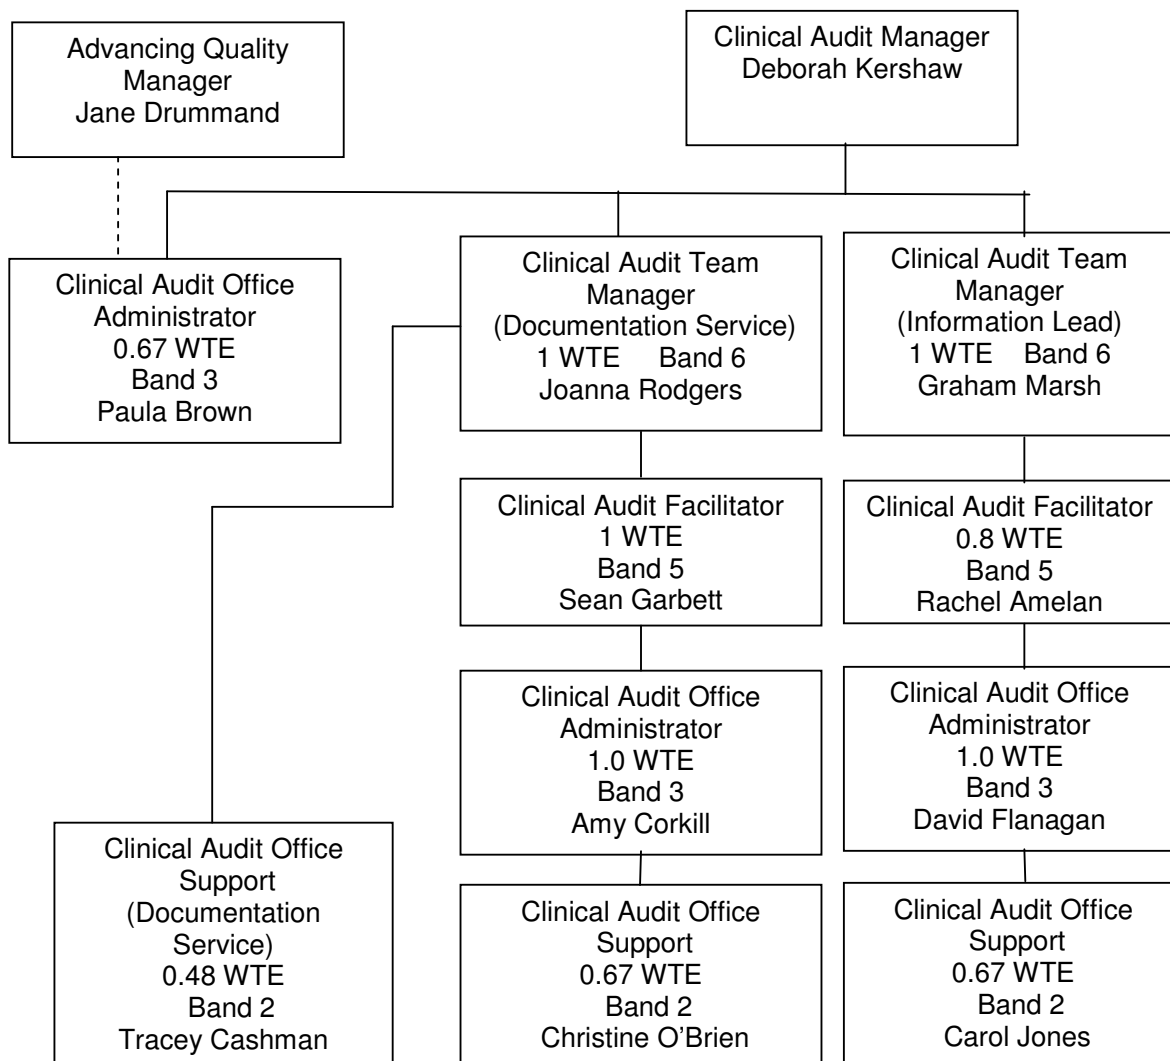 Advancing Quality
Manager
Jane Drummand
Clinical Audit Manager
Deborah Kershaw
Clinical Audit Office
Administrator
0.67 WTE
Band 3
Paula Brown
Clinical Audit Team
Manager
(Documentation Service)
1 WTE Band 6
Joanna Rodgers
Clinical Audit Team
Manager
(Information Lead)
1 WTE Band 6
Graham Marsh
Clinical Audit Facilitator
1 WTE
Band 5
Sean Garbett
Clinical Audit Facilitator
0.8 WTE
Band 5
Rachel Amelan
Clinical Audit Office
Administrator
1.0 WTE
Band 3
Amy Corkill
Clinical Audit Office
Administrator
1.0 WTE
Band 3
David Flanagan
Clinical Audit Office
Support
(Documentation
Service)
0.48 WTE
Band 2
Tracey Cashman
Clinical Audit Office
Support
0.67 WTE
Band 2
Christine O'Brien
Clinical Audit Office
Support
0.67 WTE
Band 2
Carol Jones